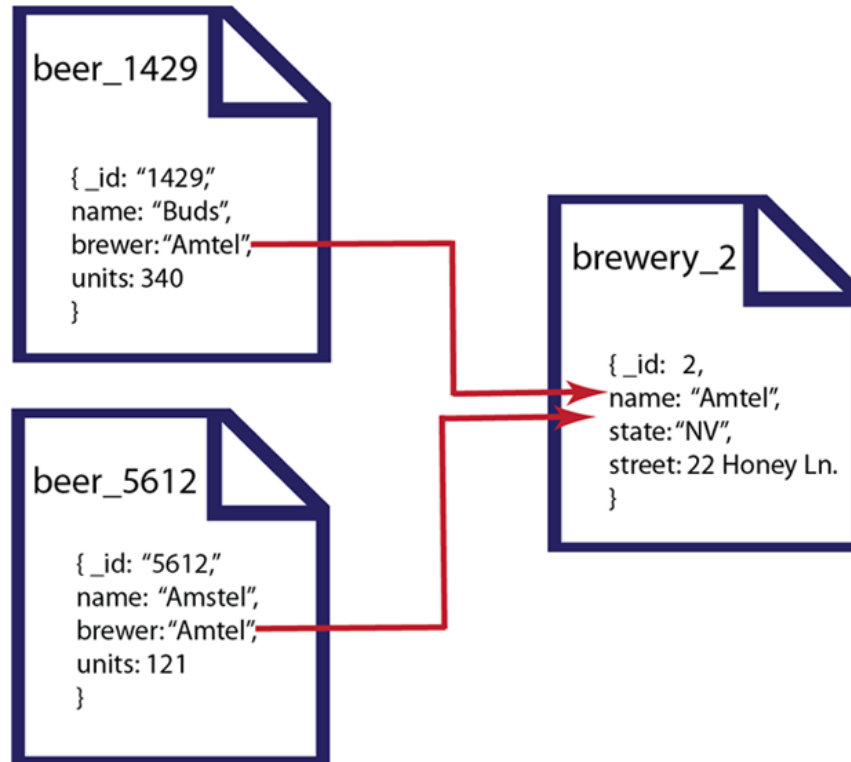 beer_1429
{ _id: “1429,”
name: “Buds”,
brewer: “Amtel”,
units: 340
}
beer_5612
{ _id: “5612,”
name: “Amstel”,
brewer: “Amtel”,
units: 121
}
brewery_2
{ _id: 2,
name: “Amtel”,
state: “NV”,
street: 22 Honey Ln.
}